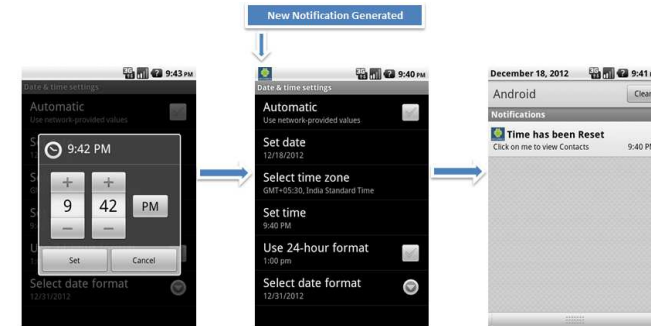 New Notification Generated
9:43 PM
Date & time settings
Automatic
Use network-provided values
9:42 PM
9 42 PM
Set Cancel
Select date format
12/31/2012
9:40 PM
Date & time settings
Automatic
Use network-provided values
Set date
12/18/2012
Select time zone
GMT+05:30, India Standard Time
Set time
9:40 PM
Use 24-hour format
1:00 pm
Select date format
12/31/2012
December 18, 2012 9:41
Android Clear
Notifications
Time has been Reset
Click on me to view Contacts 9:40 PM